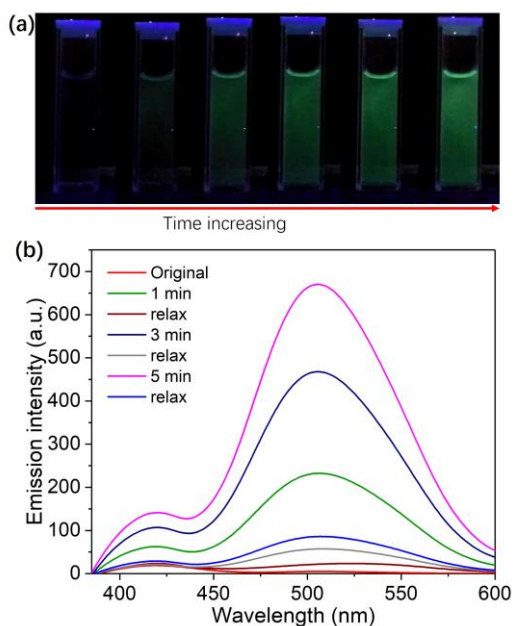 (a)
Time increasing
(b)
Emission intensity (a.u.)
700
600
500
400
300
200
100
0
Original
1 min
relax
3 min
relax
5 min
relax
400
450
500
550
600
Wavelength (nm)